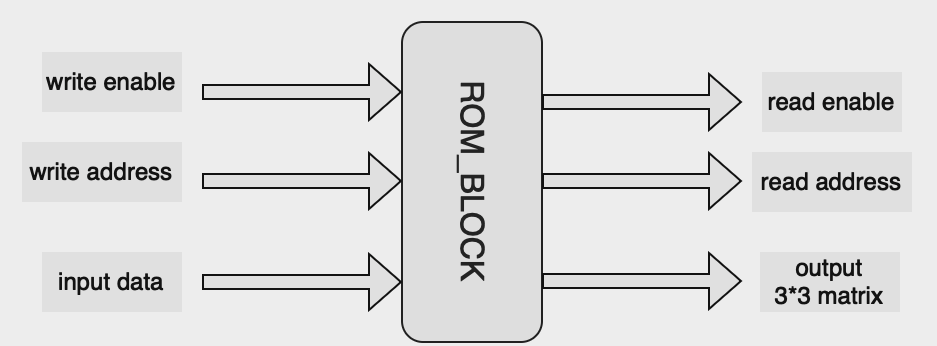 write enable
write address
input data
ROM_BLOCK
read enable
read address
output
3*3 matrix